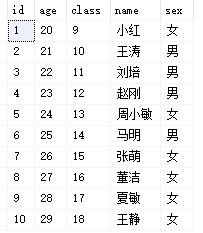 id age class name sex
1 20 9 小红 女
2 21 10 王涛 男
3 22 11 刘培 男
4 23 12 赵刚 男
5 24 13 周小敏 女
6 25 14 马明 男
7 26 15 张萌 女
8 27 16 董洁 女
9 28 17 夏敏 女
10 29 18 王静 女